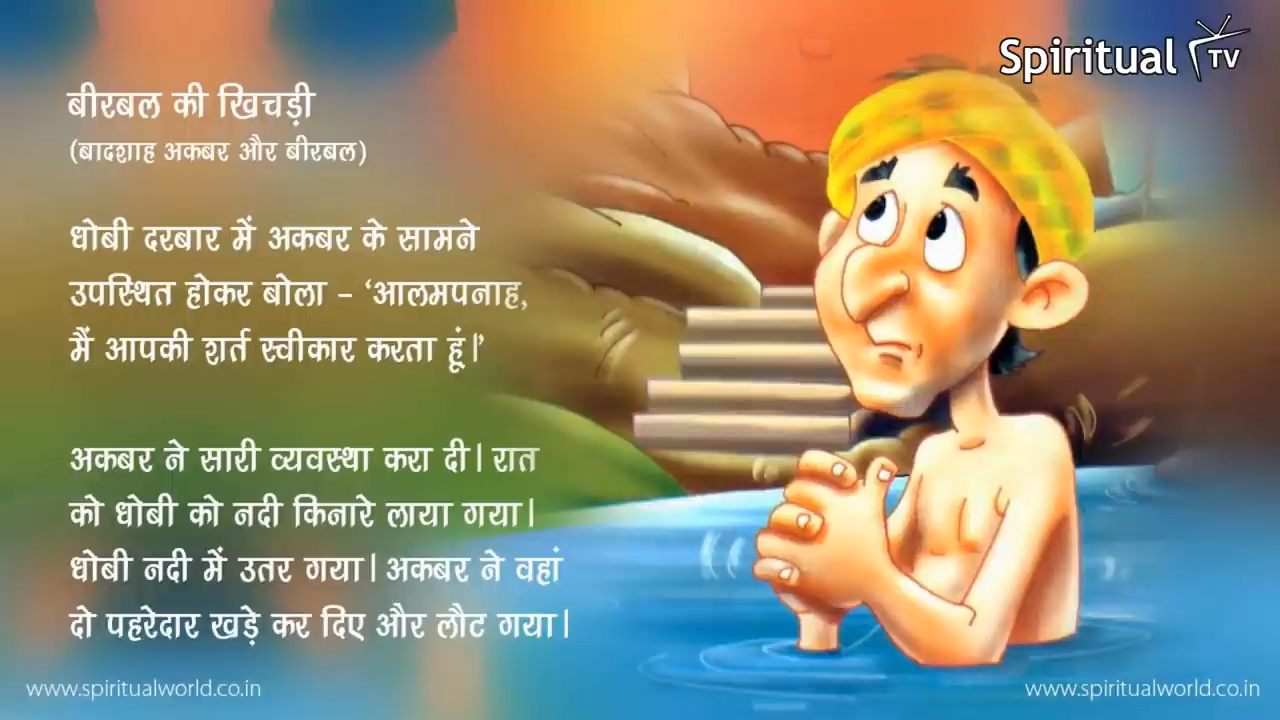 Spiritual TV
बीरबल की खिचड़ी
(बादशाह अकबर और बीरबल)
धोबी दरबार में अकबर के सामने
उपस्थित होकर बोला – ‘आलमपनाह,
मैं आपकी शर्त स्वीकार करता हूं।’
अकबर ने सारी व्यवस्था करा दी। रात
को धोबी को नदी किनारे लाया गया।
धोबी नदी में उतर गया। अकबर ने वहां
दो पहरेदार खड़े कर दिए और लौट गया।
www.spiritualworld.co.in
www.spiritualworld.co.in